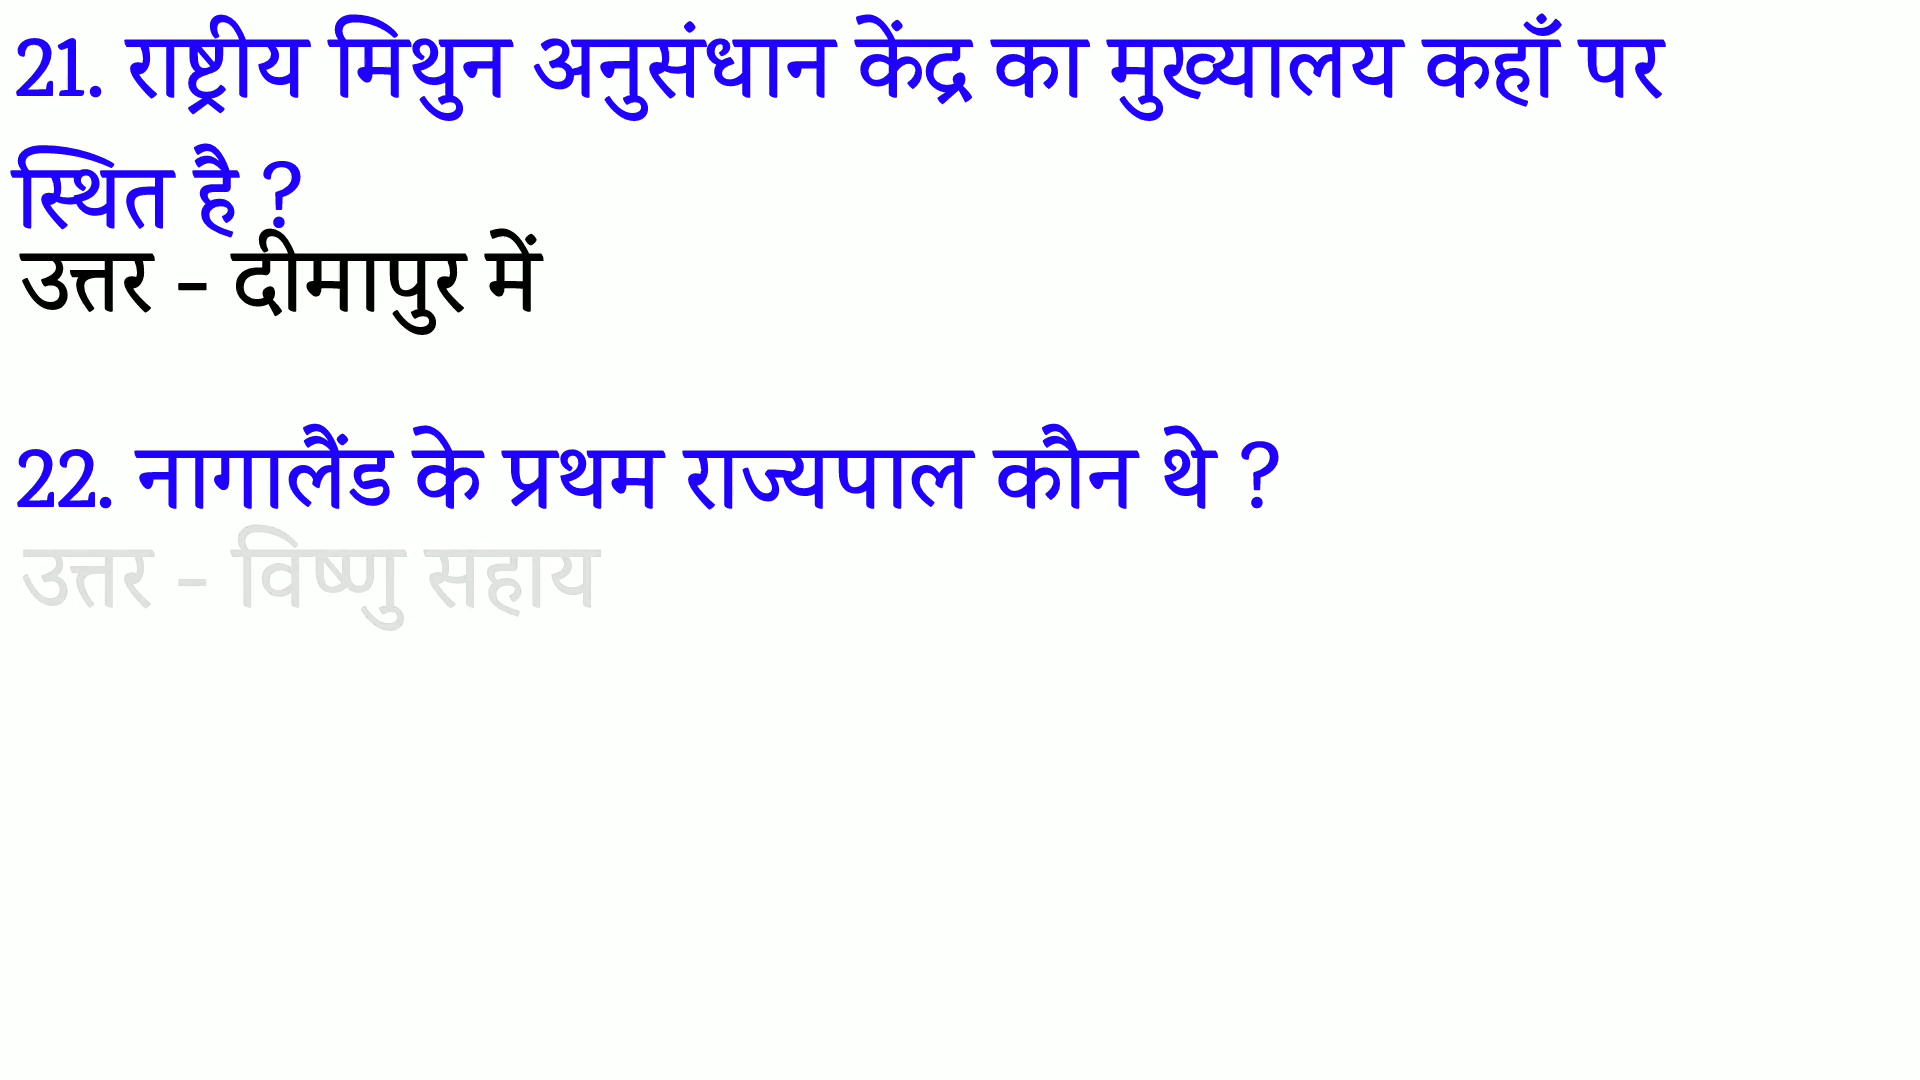 21. राष्ट्रीय मिथुन अनुसंधान केंद्र का मुख्यालय कहाँ पर
स्थित है ?
उत्तर - दीमापुर में
22. नागालैंड के प्रथम राज्यपाल कौन थे ?
उत्तर - विष्णु सहाय